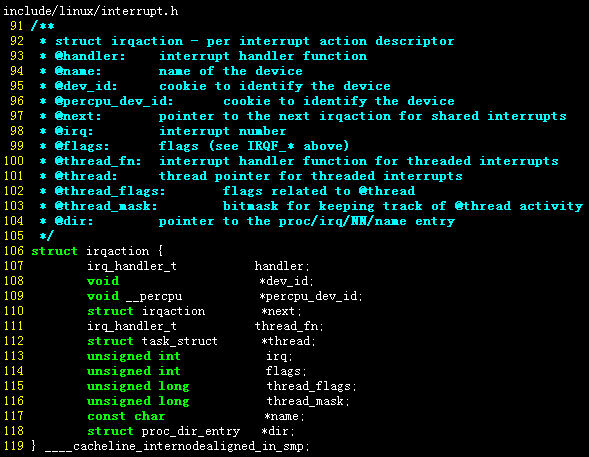 include/linux/interrupt.h
91 /**
92  * struct irqaction - per interrupt action descriptor
93  * @handler:    interrupt handler function
94  * @name:       name of the device
95  * @dev_id:     cookie to identify the device
96  * @percpu_dev_id:      cookie to identify the device
97  * @next:       pointer to the next irqaction for shared interrupts
98  * @irq:        interrupt number
99  * @flags:      flags (see IRQF_* above)
100  * @thread_fn:  interrupt handler function for threaded interrupts
101  * @thread:     thread pointer for threaded interrupts
102  * @thread_flags:       flags related to @thread
103  * @thread_mask:        bitmask for keeping track of @thread activity
104  * @dir:        pointer to the proc/irq/NN/name entry
105  */
106 struct irqaction {
107         irq_handler_t           handler;
108         void                    *dev_id;
109         void __percpu           *percpu_dev_id;
110         struct irqaction        *next;
111         irq_handler_t           thread_fn;
112         struct task_struct      *thread;
113         unsigned int            irq;
114         unsigned int            flags;
115         unsigned long           thread_flags;
116         unsigned long           thread_mask;
117         const char              *name;
118         struct proc_dir_entry   *dir;
119 } ____cacheline_internodealigned_in_smp;